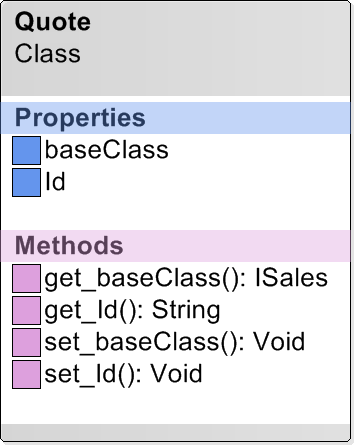 Quote
Class
Properties
baseClass
Id
Methods
get_baseClass(): ISales
get_Id(): String
set_baseClass(): Void
set_Id(): Void